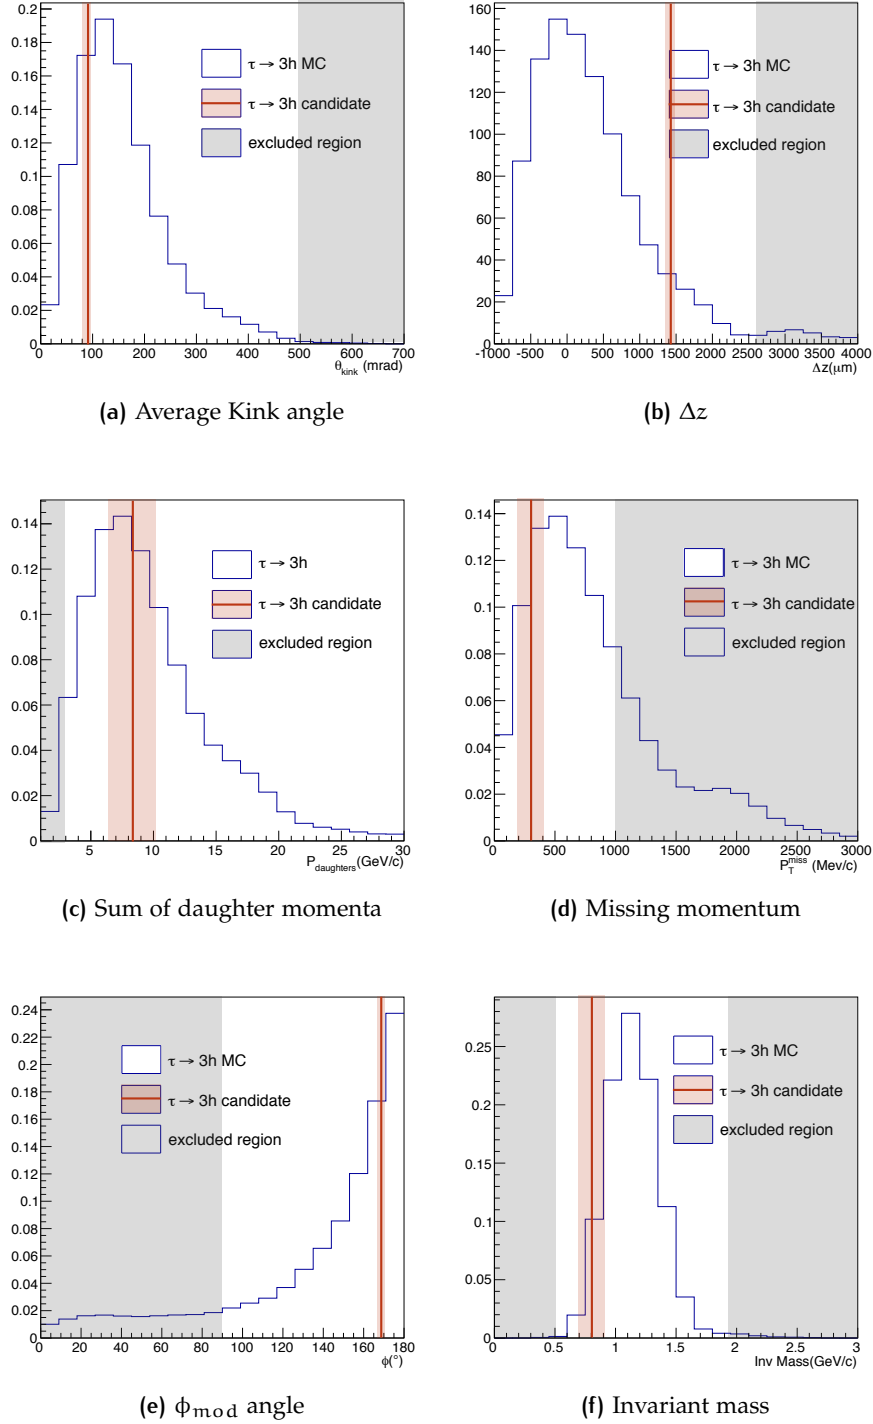 0.2
0.18
0.16
0.14
0.12
0.1
0.08
0.06
0.04
0.02
0
τ → 3h MC
τ → 3h candidate
excluded region
0 100 200 300 400 500 600 700
θkink (mrad)
(a) Average Kink angle
160
140
120
100
80
60
40
20
0
τ → 3h MC
τ → 3h candidate
excluded region
-1000 -500 0 500 1000 1500 2000 2500 3000 3500 4000
Δz(μm)
(b) Δz
0.14
0.12
0.1
0.08
0.06
0.04
0.02
0
τ → 3h
τ → 3h candidate
excluded region
5 10 15 20 25 30
Pdaughters(GeV/c)
(c) Sum of daughter momenta
0.14
0.12
0.1
0.08
0.06
0.04
0.02
0
τ → 3h MC
τ → 3h candidate
excluded region
0 500 1000 1500 2000 2500 3000
PTmiss (Mev/c)
(d) Missing momentum
0.24
0.22
0.2
0.18
0.16
0.14
0.12
0.1
0.08
0.06
0.04
0.02
0
τ → 3h MC
τ → 3h candidate
excluded region
0 20 40 60 80 100 120 140 160 180
ϕ(°)
(e) ϕmod angle
0.25
0.2
0.15
0.1
0.05
0
τ → 3h MC
τ → 3h candidate
excluded region
0 0.5 1 1.5 2 2.5 3
Inv Mass(GeV/c)
(f) Invariant mass